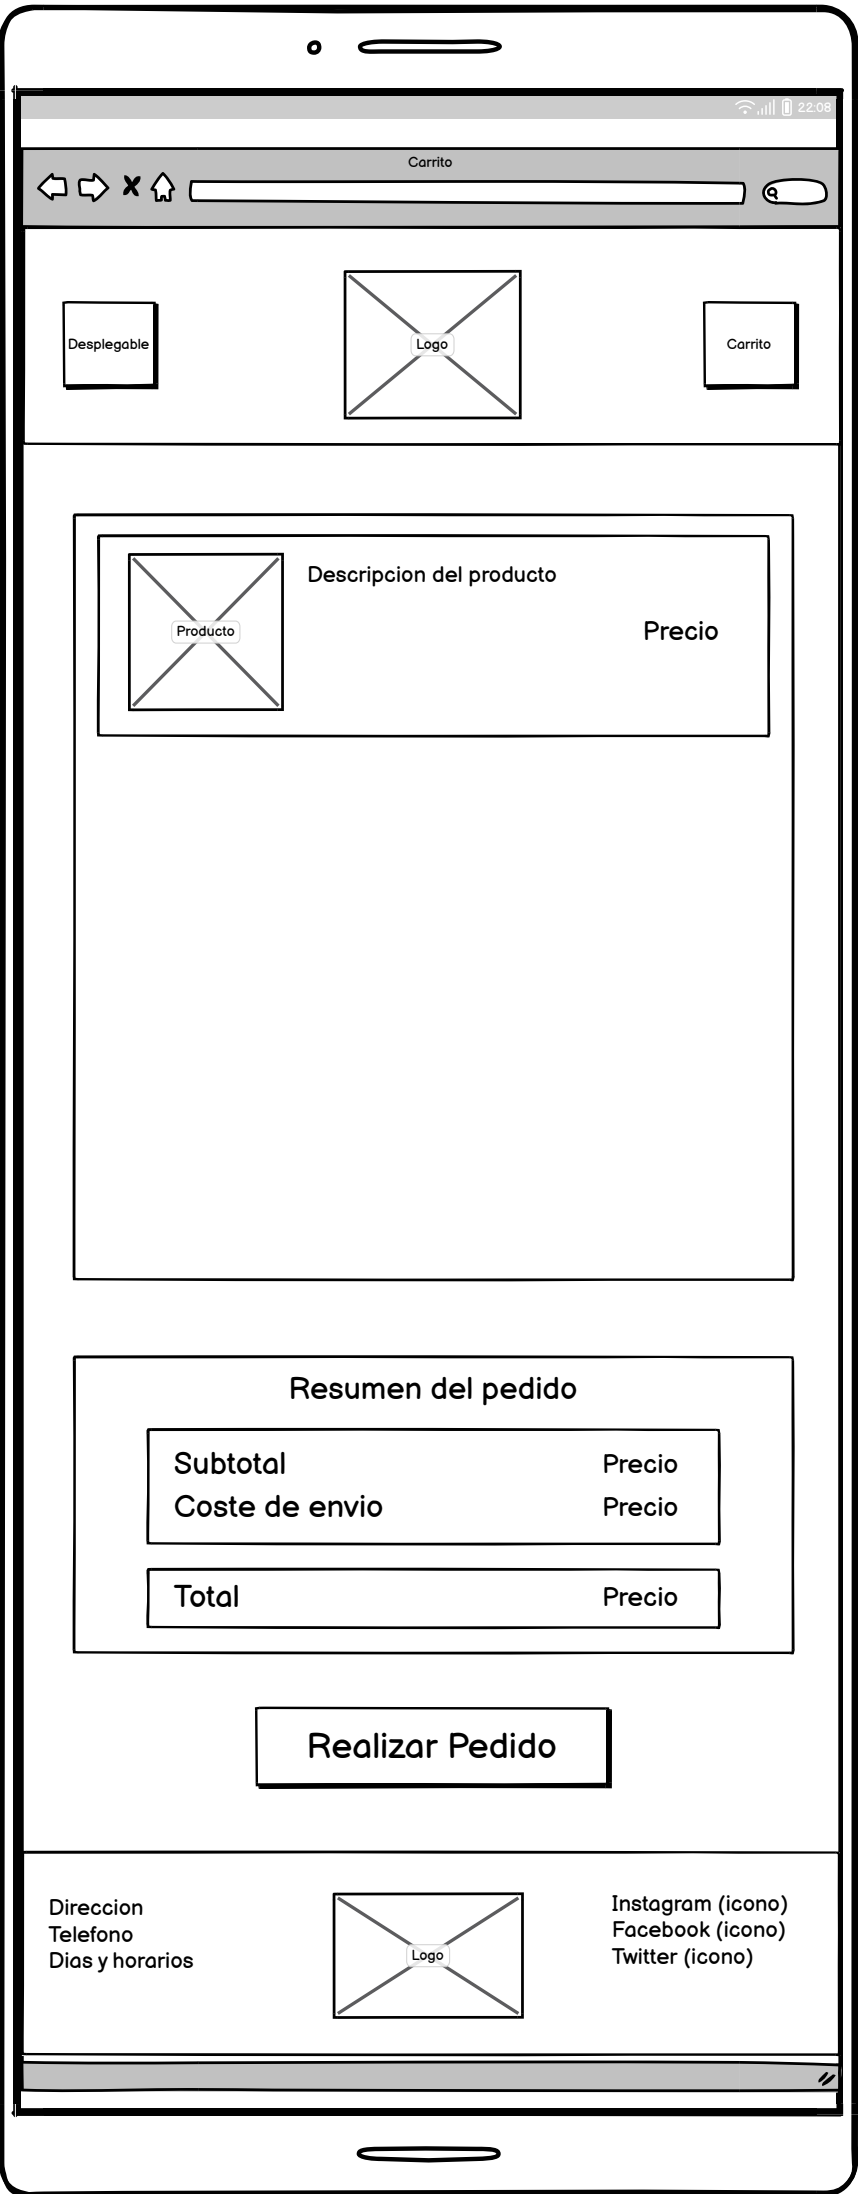 22:08
Carrito
Desplegable
Logo
Carrito
Descripcion del producto
Producto
Precio
Resumen del pedido
Subtotal Precio
Coste de envio Precio
Total Precio
Realizar Pedido
Direccion
Telefono
Dias y horarios
Logo
Instagram (icono)
Facebook (icono)
Twitter (icono)